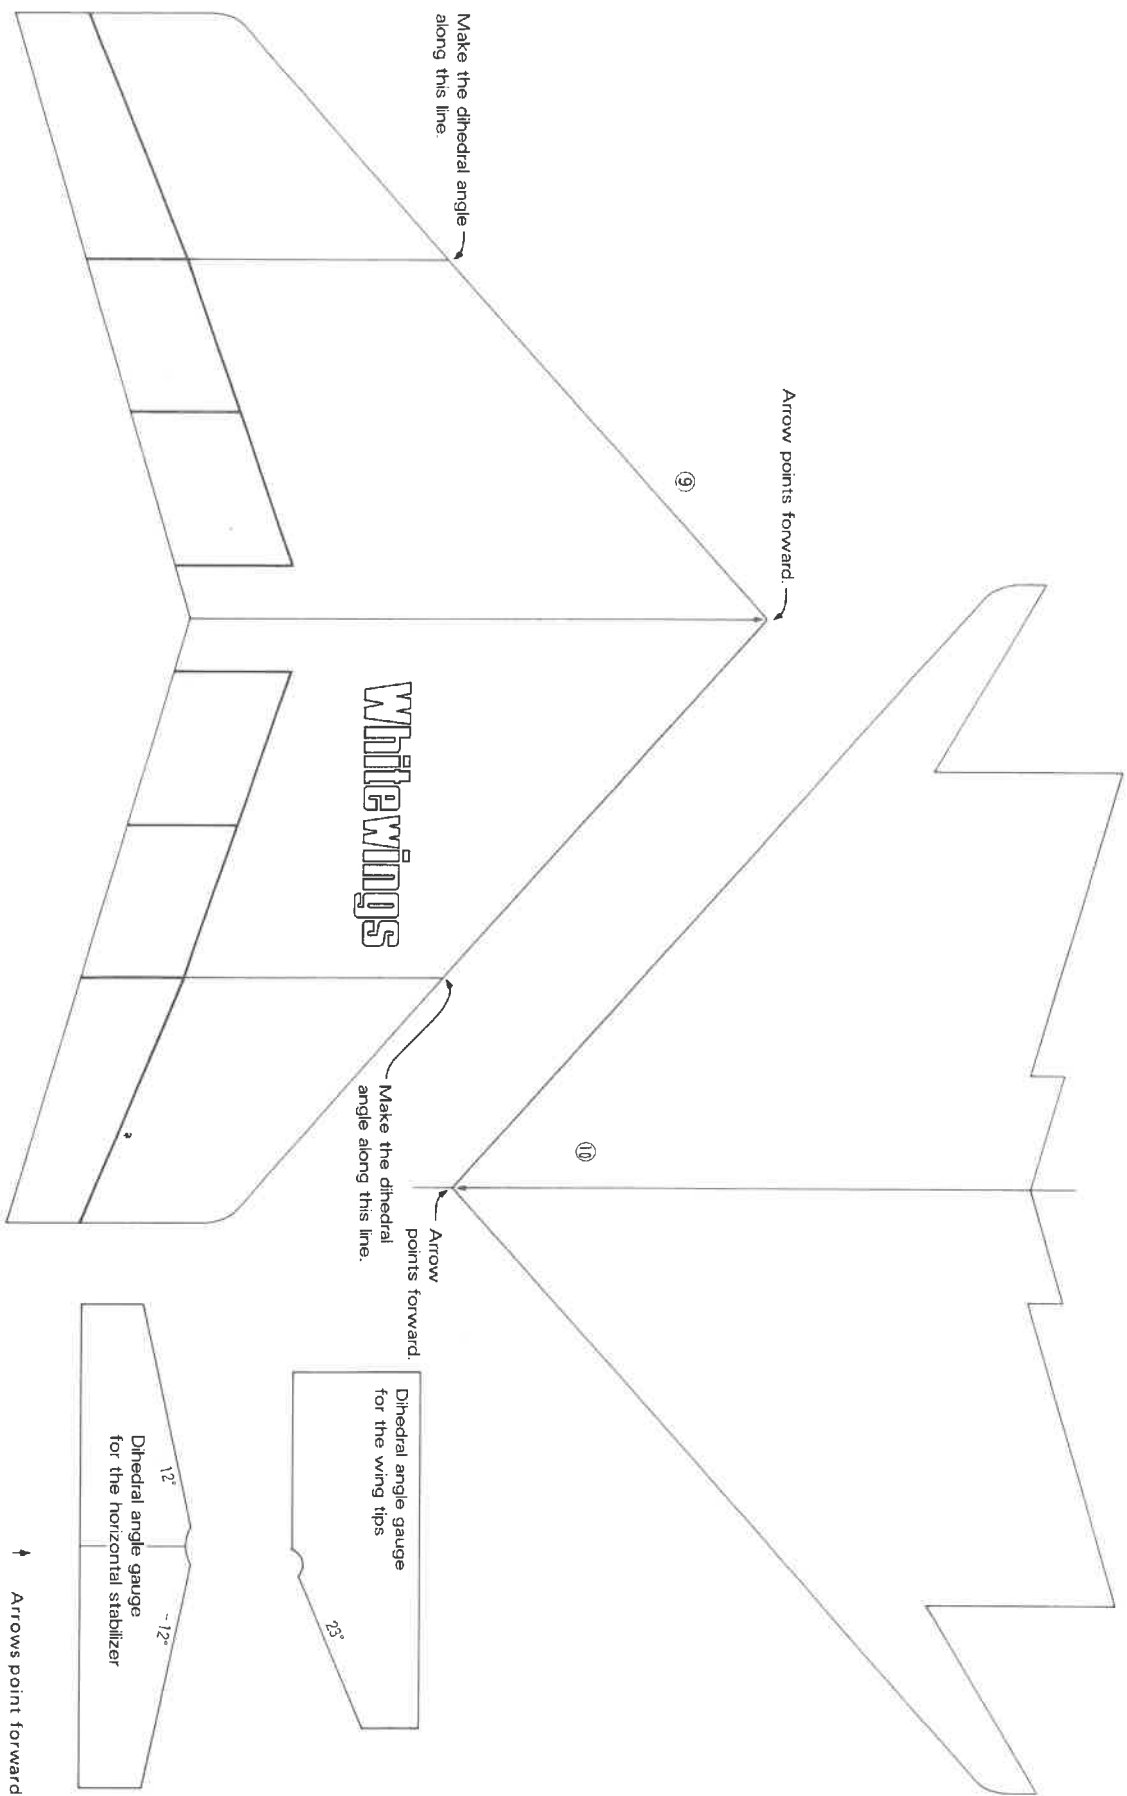 Make the dihedral angle
along this line.
Arrow points forward.
⑨
Whitewings
Make the dihedral
angle along this line.
⑩
Arrow
points forward.
Dihedral angle gauge
for the wing tips
23°
12°
-12°
Dihedral angle gauge
for the horizontal stabilizer
Arrows point forward